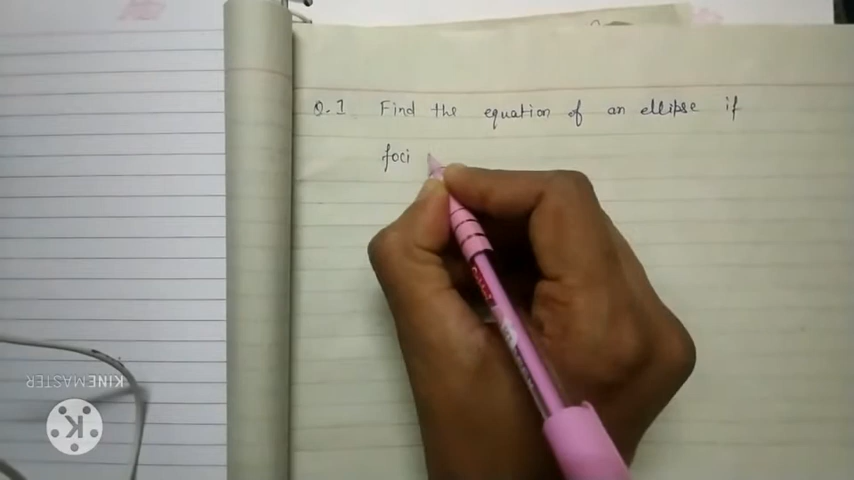 Q.1 Find the equation of an ellipse if
foci
KINEMASTER
K